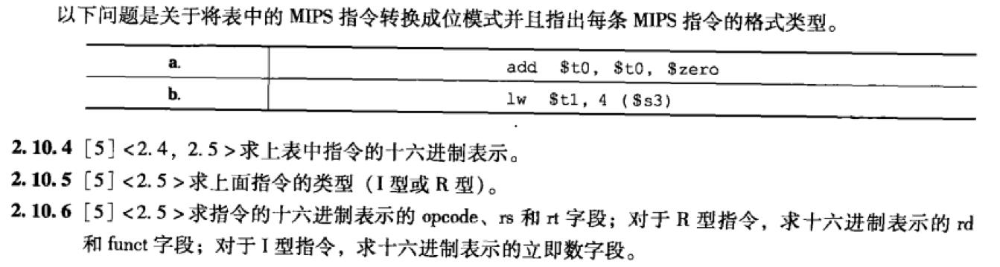 以下问题是关于将表中的 MIPS 指令转换成位模式并且指出每条 MIPS 指令的格式类型。
a. add $t0, $t0, $zero
b. lw $t1, 4 ($s3)
2.10.4 [5] <2.4, 2.5 >求上表中指令的十六进制表示。
2.10.5 [5] <2.5 >求上面指令的类型（I 型或 R 型）。
2.10.6 [5] <2.5 >求指令的十六进制表示的 opcode、rs 和 rt 字段；对于 R 型指令，求十六进制表示的 rd
和 funct 字段；对于 I 型指令，求十六进制表示的立即数字段。